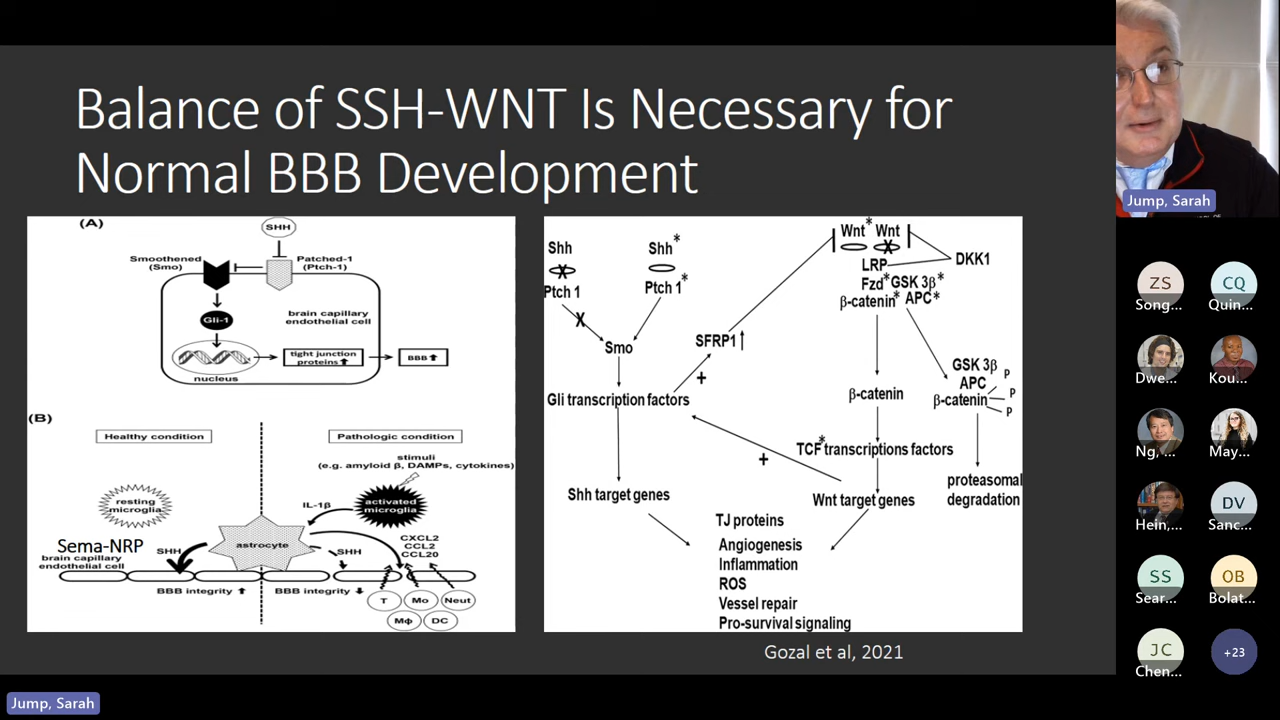 Balance of SSH-WNT Is Necessary for
Normal BBB Development
(A)
SHH
Smoothened
(Smo)
Patched-1
(Ptch-1)
Gli-1
brain capillary
endothelial cell
tight junction
proteins
BBB
nucleus
(B)
Healthy condition
Pathologic condition
stimuli
(e.g. amyloid β, DAMPs, cytokines)
resting
microglia
IL-1β
activated
microglia
Sema-NRP
brain capillary
endothelial cell
SHH
astrocyte
SHH
CXCL2
CCL2
CCL20
BBB integrity
BBB integrity
T
Mo
Neut
MΦ
DC
Shh
Shh*
X
Ptch 1
Ptch 1*
X
Smo
Gli transcription factors
Shh target genes
SFRP1
+
+
Wnt* Wnt
X
LRP
DKK1
Fzd* GSK 3β*
β-catenin* APC*
β-catenin
GSK 3β
APC
β-catenin
P
P
P
TCF* transcriptions factors
Wnt target genes
proteasomal
degradation
TJ proteins
Angiogenesis
Inflammation
ROS
Vessel repair
Pro-survival signaling
Gozal et al, 2021
Jump, Sarah
ZS
Song...
CQ
Quin...
Dwe...
Kou...
Ng, ...
May...
Hein,...
DV
Sanc...
SS
Sear...
OB
Bolat...
JC
Chen...
+23
Jump, Sarah